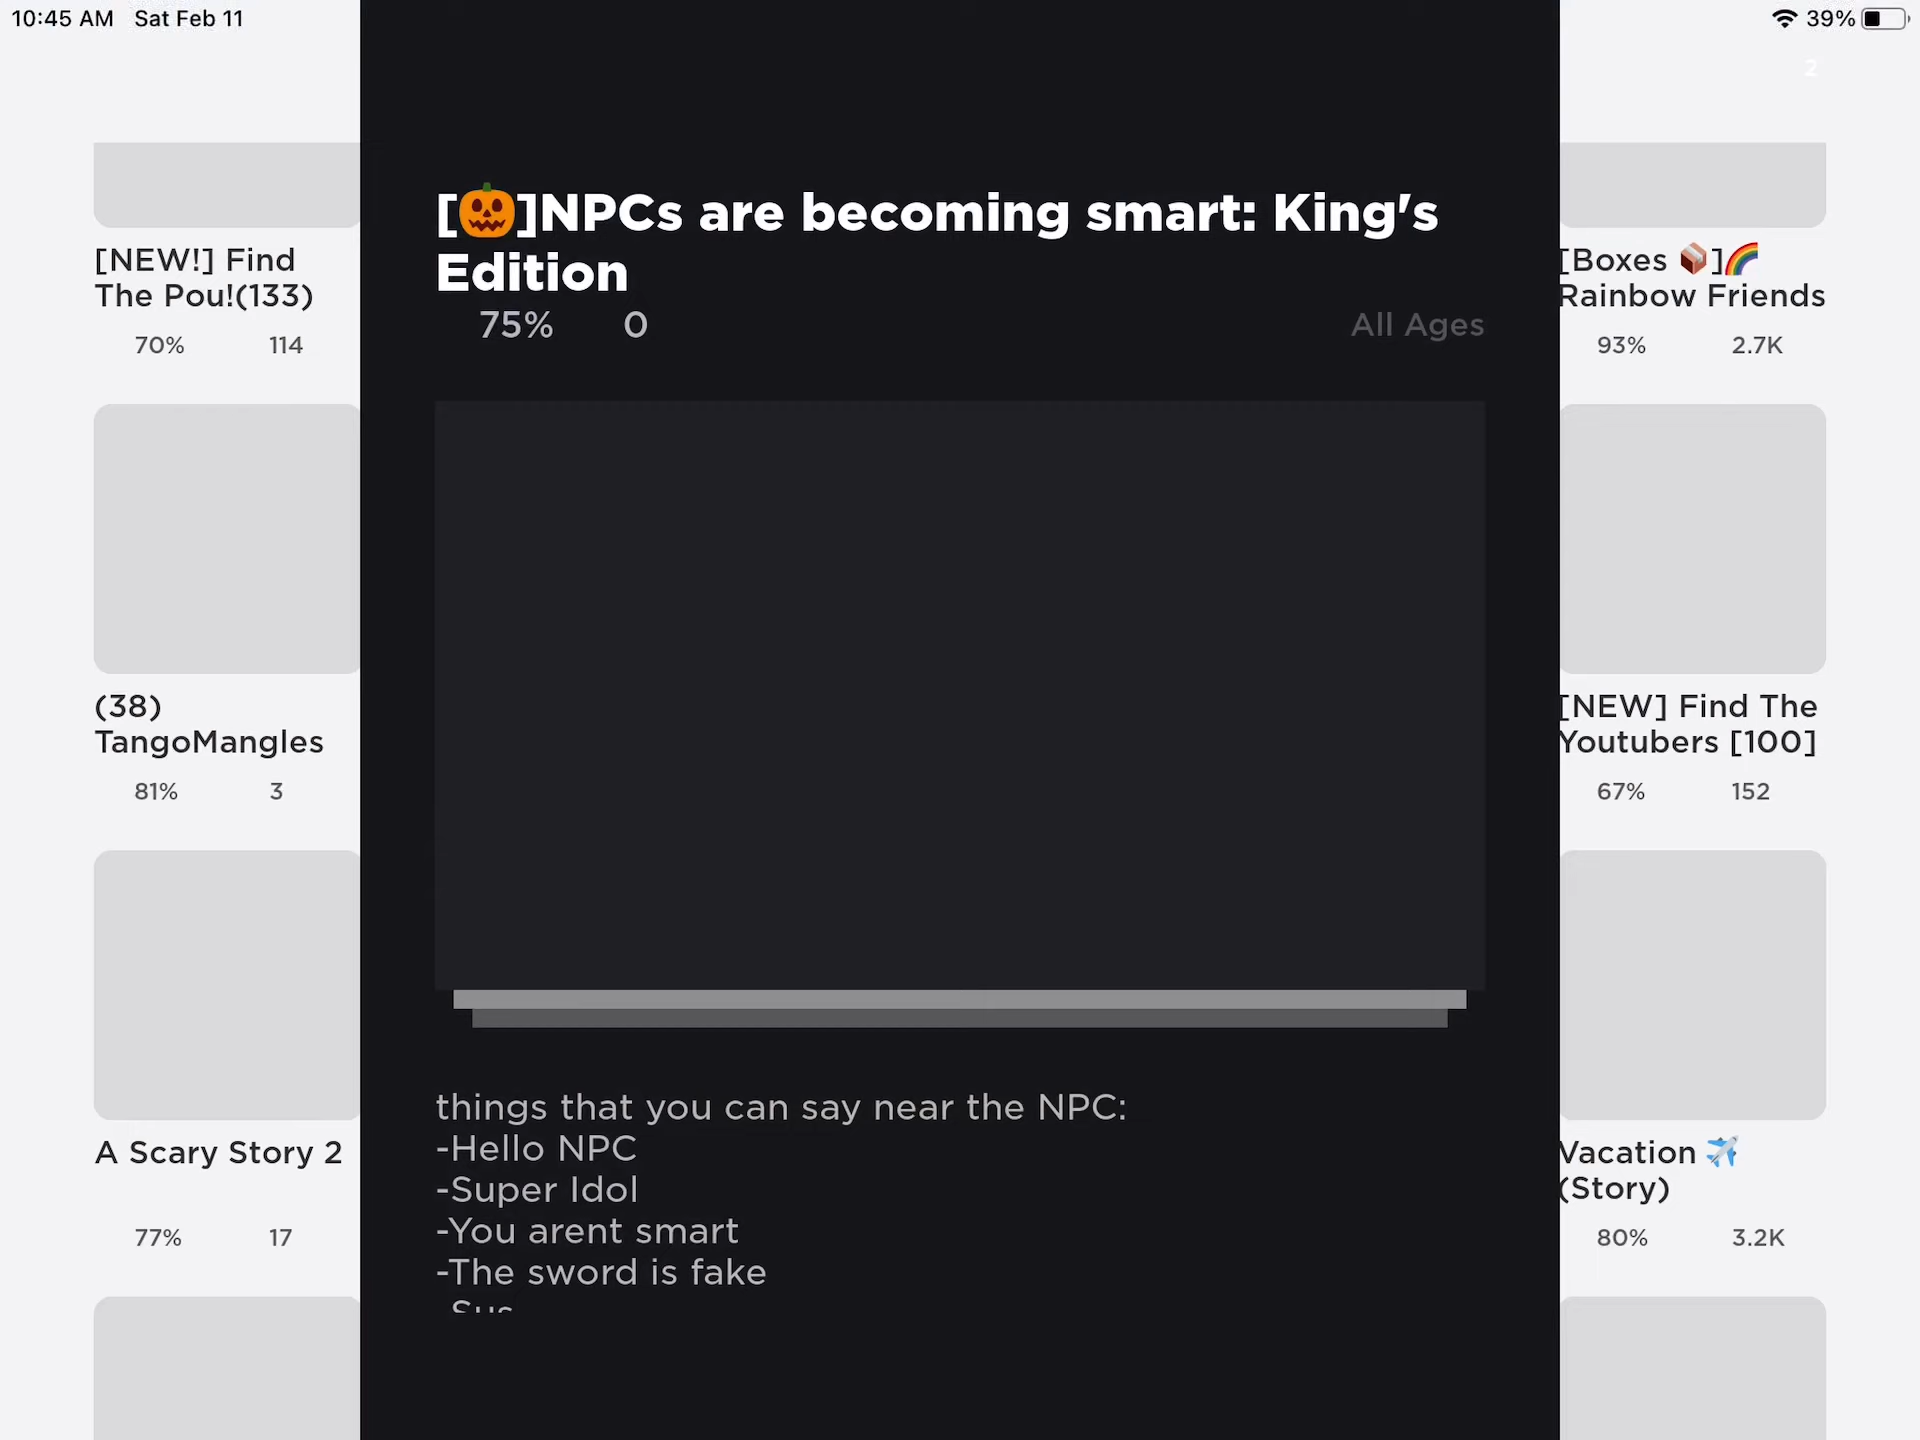 10:45 AM Sat Feb 11
39%
2
[NEW!] Find
The Pou!(133)
70% 114
(38)
TangoMangles
81% 3
A Scary Story 2
77% 17
[🎃]NPCs are becoming smart: King's
Edition
75% 0 All Ages
things that you can say near the NPC:
-Hello NPC
-Super Idol
-You arent smart
-The sword is fake
-Sus
[Boxes 📦]🌈
Rainbow Friends
93% 2.7K
[NEW] Find The
Youtubers [100]
67% 152
Vacation ✈️
(Story)
80% 3.2K